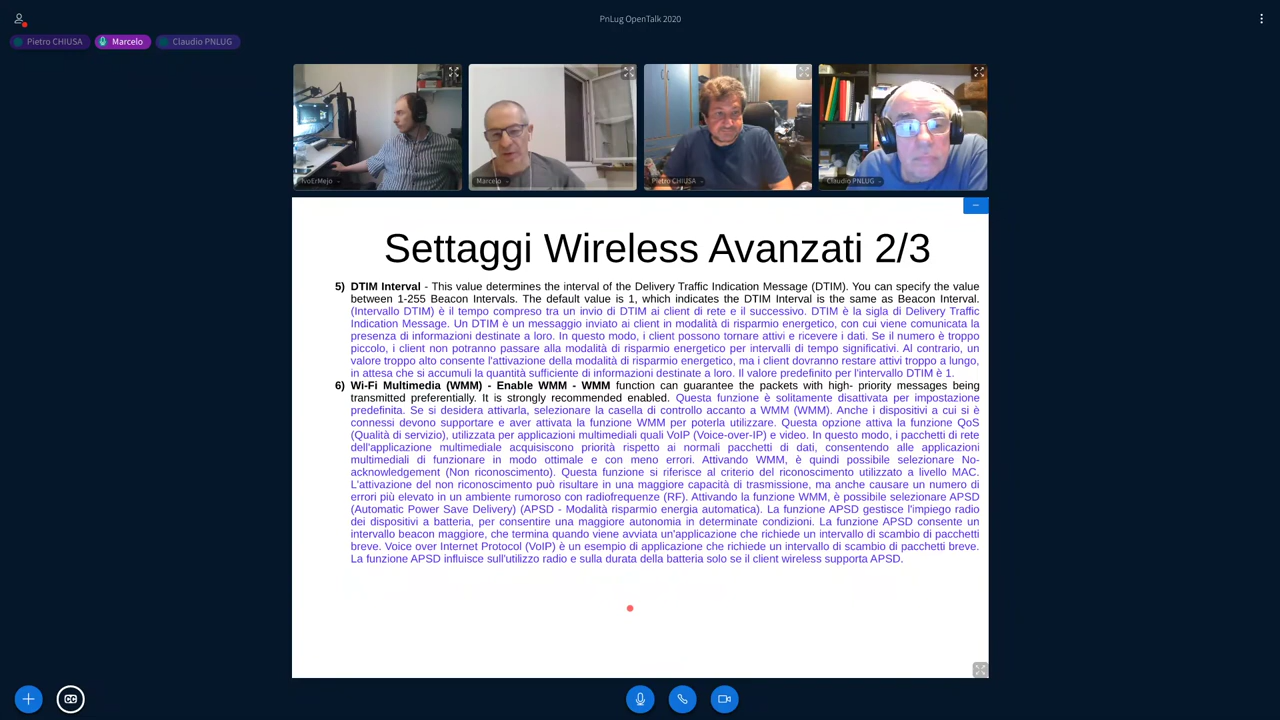 PnLug OpenTalk 2020
Pietro CHIUSA
Marcelo
Claudio PNLUG
IvoErMejo
Marcelo
Pietro CHIUSA
Claudio PNLUG
Settaggi Wireless Avanzati 2/3
5) DTIM Interval - This value determines the interval of the Delivery Traffic Indication Message (DTIM). You can specify the value
between 1-255 Beacon Intervals. The default value is 1, which indicates the DTIM Interval is the same as Beacon Interval.
(Intervallo DTIM) è il tempo compreso tra un invio di DTIM ai client di rete e il successivo. DTIM è la sigla di Delivery Traffic
Indication Message. Un DTIM è un messaggio inviato ai client in modalità di risparmio energetico, con cui viene comunicata la
presenza di informazioni destinate a loro. In questo modo, i client possono tornare attivi e ricevere i dati. Se il numero è troppo
piccolo, i client non potranno passare alla modalità di risparmio energetico per intervalli di tempo significativi. Al contrario, un
valore troppo alto consente l'attivazione della modalità di risparmio energetico, ma i client dovranno restare attivi troppo a lungo,
in attesa che si accumuli la quantità sufficiente di informazioni destinate a loro. Il valore predefinito per l'intervallo DTIM è 1.
6) Wi-Fi Multimedia (WMM) - Enable WMM - WMM function can guarantee the packets with high- priority messages being
transmitted preferentially. It is strongly recommended enabled. Questa funzione è solitamente disattivata per impostazione
predefinita. Se si desidera attivarla, selezionare la casella di controllo accanto a WMM (WMM). Anche i dispositivi a cui si è
connessi devono supportare e aver attivata la funzione WMM per poterla utilizzare. Questa opzione attiva la funzione QoS
(Qualità di servizio), utilizzata per applicazioni multimediali quali VoIP (Voice-over-IP) e video. In questo modo, i pacchetti di rete
dell'applicazione multimediale acquisiscono priorità rispetto ai normali pacchetti di dati, consentendo alle applicazioni
multimediali di funzionare in modo ottimale e con meno errori. Attivando WMM, è quindi possibile selezionare No-
acknowledgement (Non riconoscimento). Questa funzione si riferisce al criterio del riconoscimento utilizzato a livello MAC.
L'attivazione del non riconoscimento può risultare in una maggiore capacità di trasmissione, ma anche causare un numero di
errori più elevato in un ambiente rumoroso con radiofrequenze (RF). Attivando la funzione WMM, è possibile selezionare APSD
(Automatic Power Save Delivery) (APSD - Modalità risparmio energia automatica). La funzione APSD gestisce l'impiego radio
dei dispositivi a batteria, per consentire una maggiore autonomia in determinate condizioni. La funzione APSD consente un
intervallo beacon maggiore, che termina quando viene avviata un'applicazione che richiede un intervallo di scambio di pacchetti
breve. Voice over Internet Protocol (VoIP) è un esempio di applicazione che richiede un intervallo di scambio di pacchetti breve.
La funzione APSD influisce sull'utilizzo radio e sulla durata della batteria solo se il client wireless supporta APSD.
CC